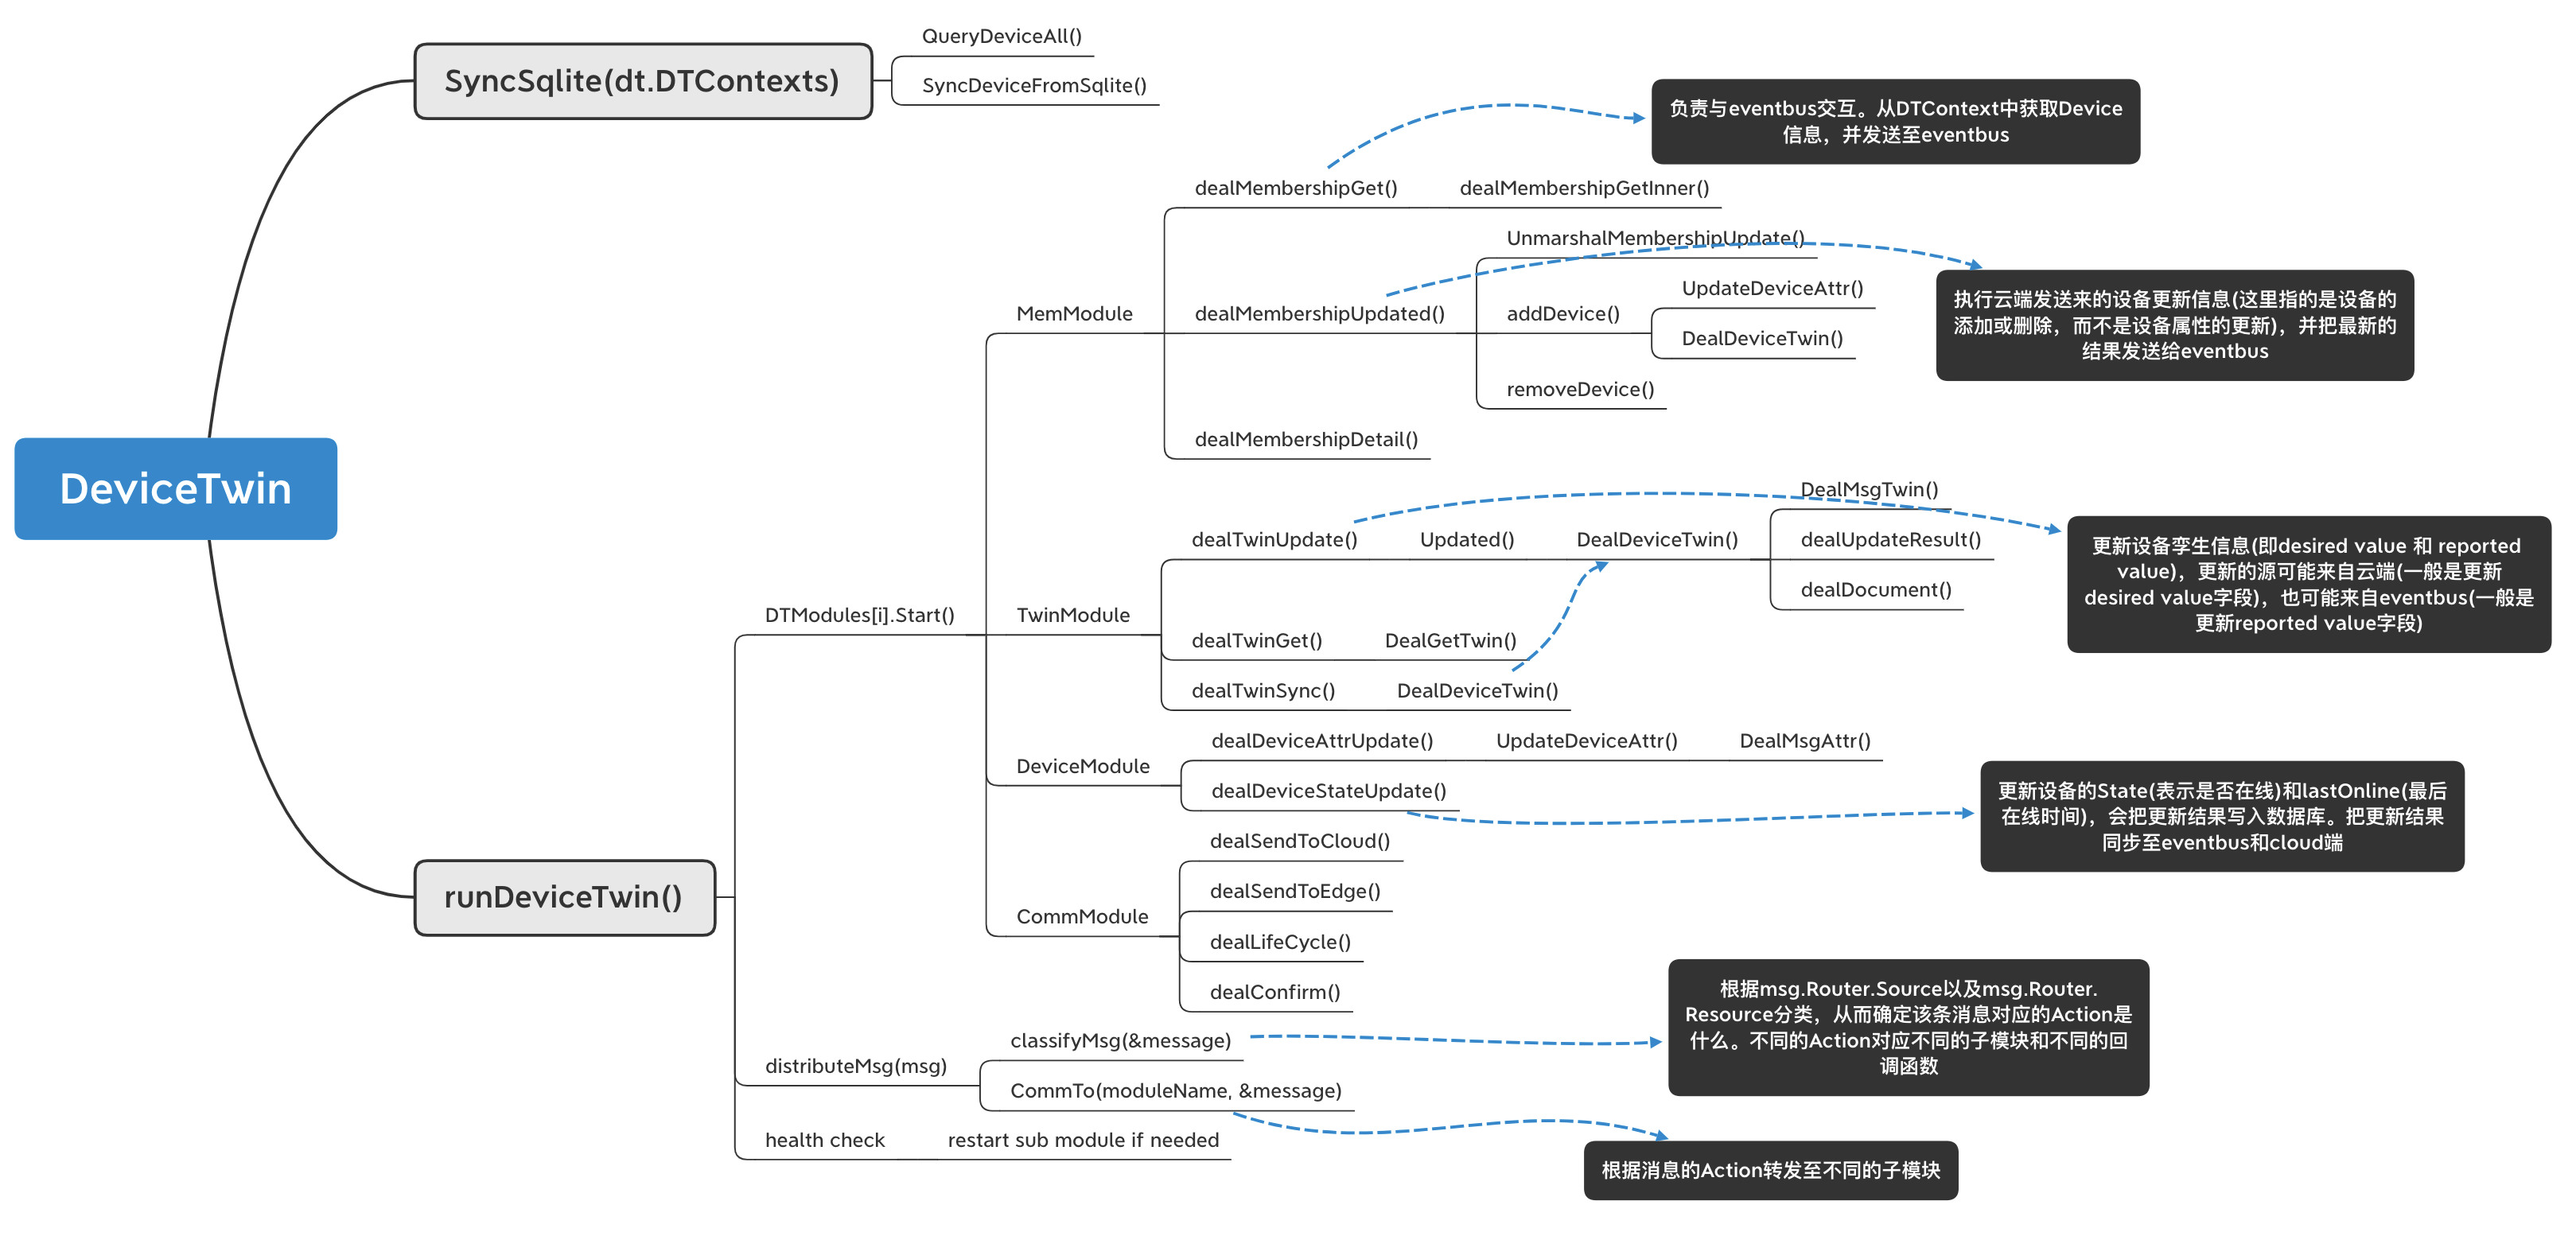 DeviceTwin
SyncSqlite(dt.DTContexts)
QueryDeviceAll()
SyncDeviceFromSqlite()
runDeviceTwin()
DTModules[i].Start()
MemModule
dealMembershipGet()
dealMembershipGetInner()
负责与eventbus交互。从DTContext中获取Device
信息，并发送至eventbus
dealMembershipUpdated()
UnmarshalMembershipUpdate()
addDevice()
UpdateDeviceAttr()
DealDeviceTwin()
removeDevice()
执行云端发送来的设备更新信息(这里指的是设备的
添加或删除，而不是设备属性的更新)，并把最新的
结果发送给eventbus
dealMembershipDetail()
TwinModule
dealTwinUpdate()
Updated()
DealDeviceTwin()
DealMsgTwin()
dealUpdateResult()
dealDocument()
更新设备孪生信息(即desired value 和 reported
value)，更新的源可能来自云端(一般是更新
desired value字段)，也可能来自eventbus(一般是
更新reported value字段)
dealTwinGet()
DealGetTwin()
dealTwinSync()
DealDeviceTwin()
DeviceModule
dealDeviceAttrUpdate()
UpdateDeviceAttr()
DealMsgAttr()
dealDeviceStateUpdate()
更新设备的State(表示是否在线)和lastOnline(最后
在线时间)，会把更新结果写入数据库。把更新结果
同步至eventbus和cloud端
CommModule
dealSendToCloud()
dealSendToEdge()
dealLifeCycle()
dealConfirm()
distributeMsg(msg)
classifyMsg(&message)
根据msg.Router.Source以及msg.Router.
Resource分类，从而确定该条消息对应的Action是
什么。不同的Action对应不同的子模块和不同的回
调函数
CommTo(moduleName, &message)
根据消息的Action转发至不同的子模块
health check
restart sub module if needed